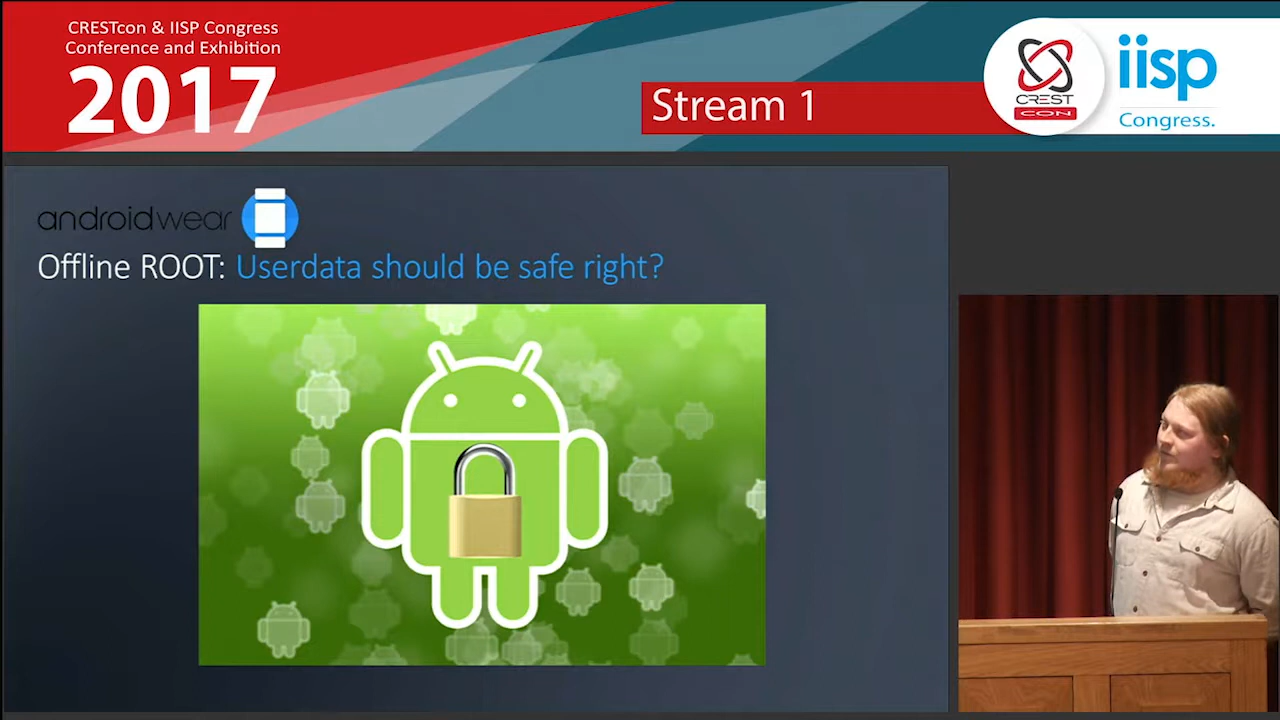 CRESTcon & IISP Congress
Conference and Exhibition
2017
Stream 1
CREST
CON
iisp
Congress.
androidwear
Offline ROOT: Userdata should be safe right?